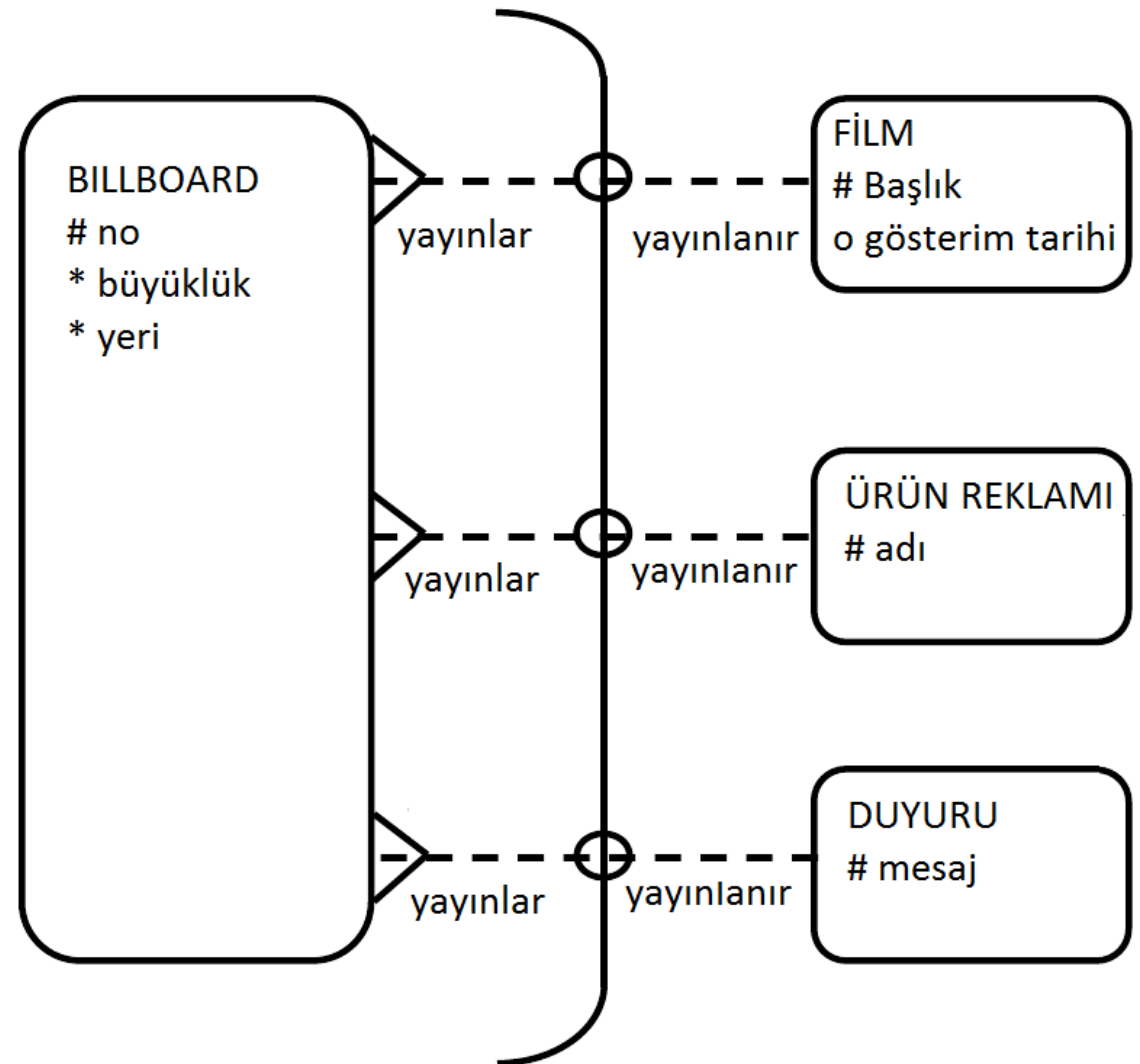 BILLBOARD
# no
* büyüklük
* yeri
yayınlar
yayınlanır
FİLM
# Başlık
o gösterim tarihi
yayınlar
yayınlanır
ÜRÜN REKLAMI
# adı
yayınlar
yayınlanır
DUYURU
# mesaj